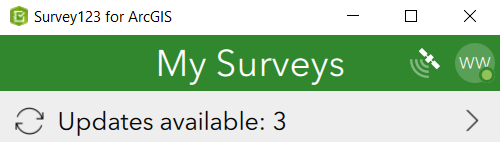 Survey123 for ArcGIS
My Surveys
WW
Updates available: 3